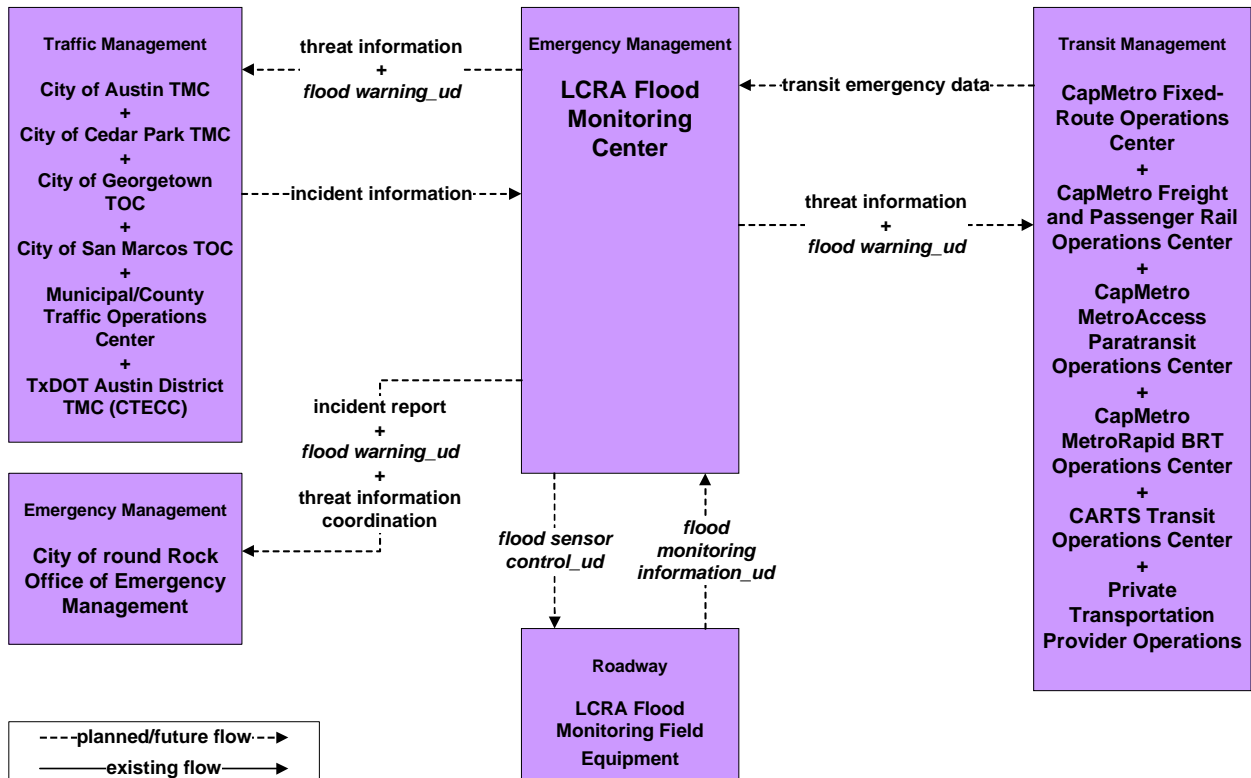 Traffic Management
City of Austin TMC
+
City of Cedar Park TMC
+
City of Georgetown
TOC
+
City of San Marcos TOC
+
Municipal/County
Traffic Operations
Center
+
TxDOT Austin District
TMC (CTECC)
threat information
+
flood warning_ud
incident information
Emergency Management
LCRA Flood
Monitoring
Center
transit emergency data
threat information
+
flood warning_ud
Transit Management
CapMetro Fixed-
Route Operations
Center
+
CapMetro Freight
and Passenger Rail
Operations Center
+
CapMetro
MetroAccess
Paratransit
Operations Center
+
CapMetro
MetroRapid BRT
Operations Center
+
CARTS Transit
Operations Center
+
Private
Transportation
Provider Operations
incident report
+
flood warning_ud
+
threat information
coordination
Emergency Management
City of round Rock
Office of Emergency
Management
flood sensor
control_ud
flood
monitoring
information_ud
Roadway
LCRA Flood
Monitoring Field
Equipment
planned/future flow
existing flow